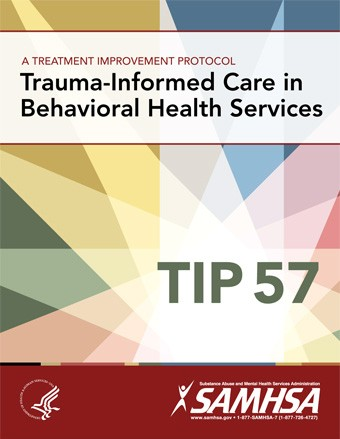 A TREATMENT IMPROVEMENT PROTOCOL
Trauma-Informed Care in
Behavioral Health Services
TIP 57
Substance Abuse and Mental Health Services Administration
SAMHSA
www.samhsa.gov • 1-877-SAMHSA-7 (1-877-726-4727)